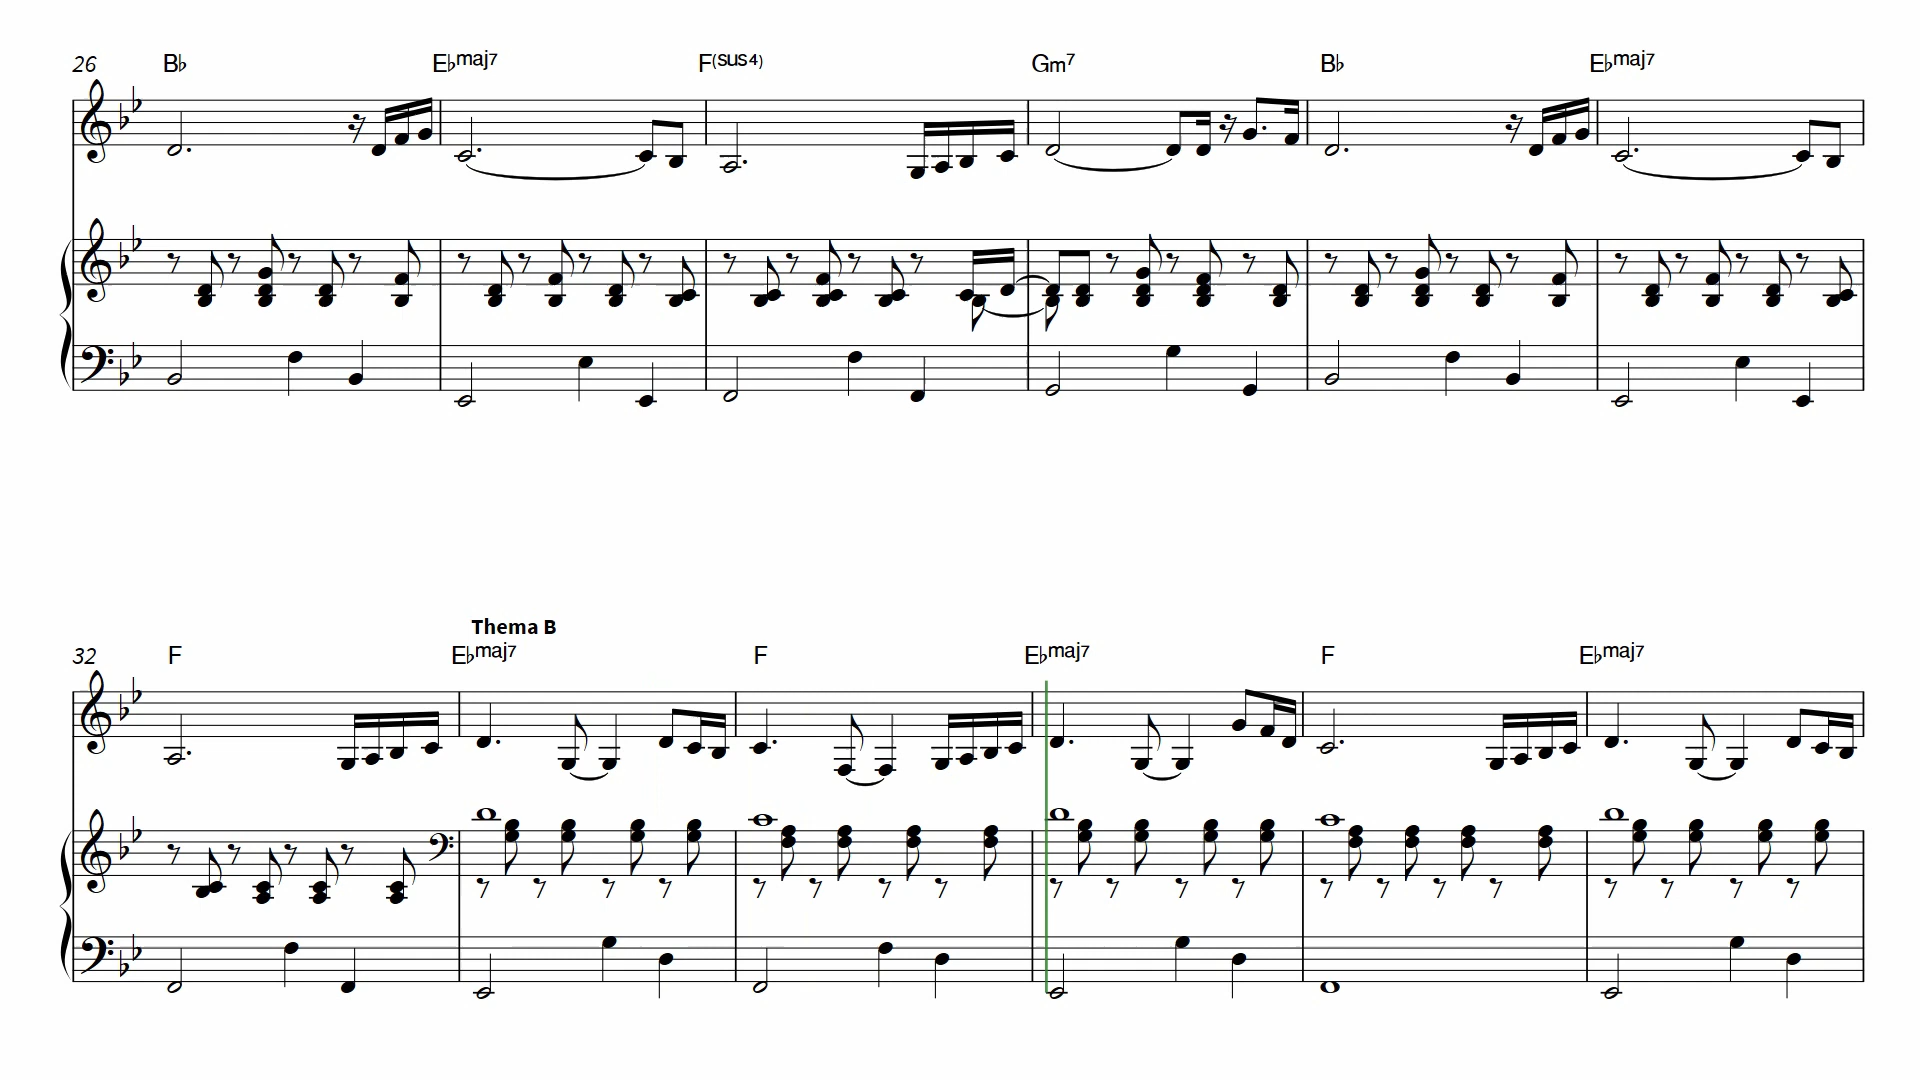 26 B♭ E♭maj7 F(sus4) Gm7 B♭ E♭maj7
Thema B
32 F E♭maj7 F E♭maj7 F E♭maj7